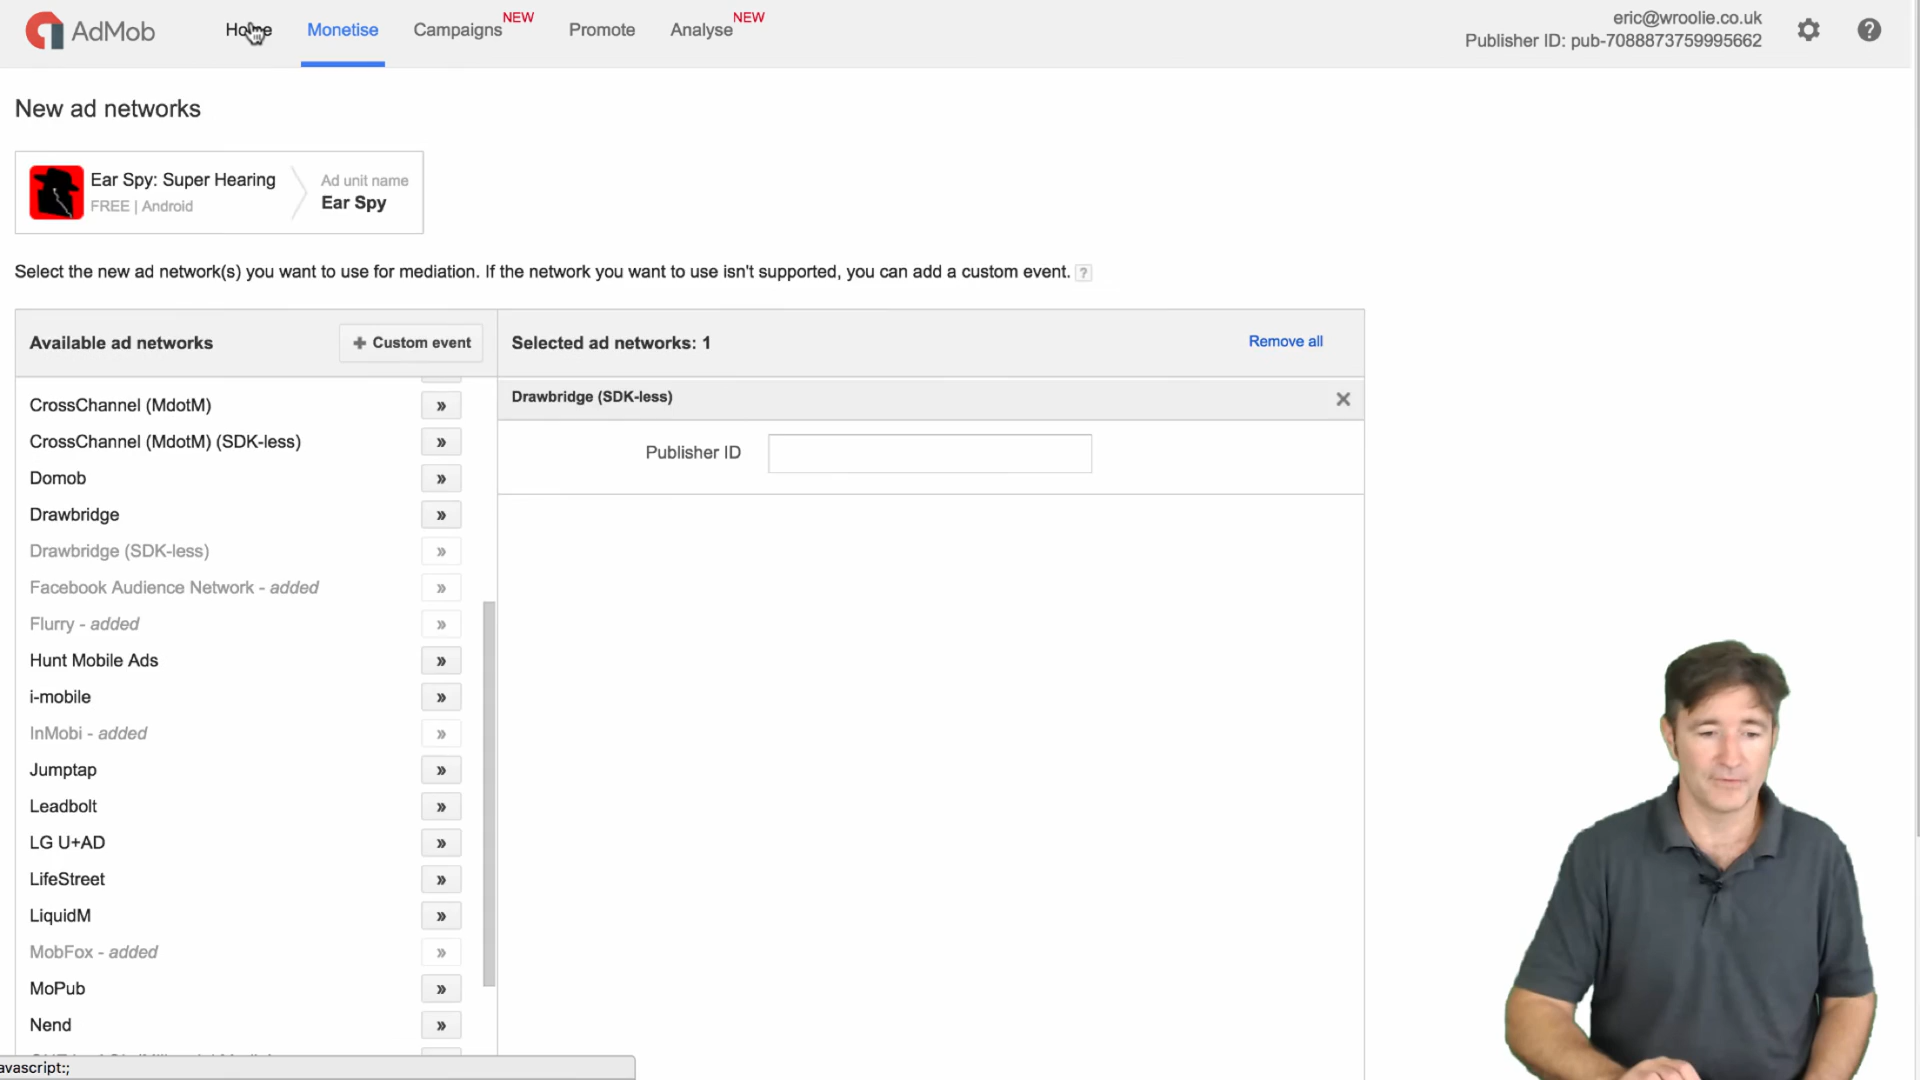 AdMob
Home
Monetise
Campaigns
NEW
Promote
Analyse
NEW
eric@wroolie.co.uk
Publisher ID: pub-7088873759995662
New ad networks
Ear Spy: Super Hearing
FREE | Android
Ad unit name
Ear Spy
Select the new ad network(s) you want to use for mediation. If the network you want to use isn't supported, you can add a custom event. ?
Available ad networks
+ Custom event
Selected ad networks: 1
Remove all
CrossChannel (MdotM)
CrossChannel (MdotM) (SDK-less)
Domob
Drawbridge
Drawbridge (SDK-less)
Facebook Audience Network - added
Flurry - added
Hunt Mobile Ads
i-mobile
InMobi - added
Jumptap
Leadbolt
LG U+AD
LifeStreet
LiquidM
MobFox - added
MoPub
Nend
Drawbridge (SDK-less)
Publisher ID
avascript:;